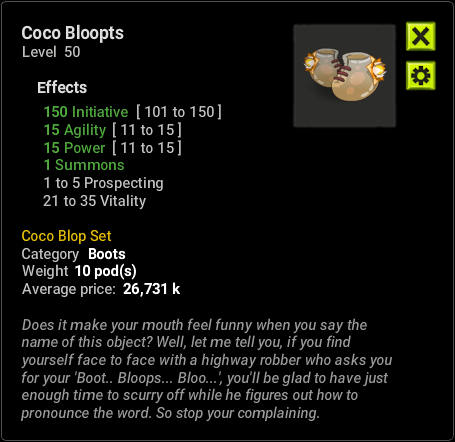 Coco Bloopts
Level 50
Effects
150 Initiative [ 101 to 150 ]
15 Agility [ 11 to 15 ]
15 Power [ 11 to 15 ]
1 Summons
1 to 5 Prospecting
21 to 35 Vitality
Coco Blop Set
Category Boots
Weight 10 pod(s)
Average price: 26,731 k
Does it make your mouth feel funny when you say the
name of this object? Well, let me tell you, if you find
yourself face to face with a highway robber who asks you
for your 'Boot.. Bloops... Bloo...', you'll be glad to have just
enough time to scurry off while he figures out how to
pronounce the word. So stop your complaining.